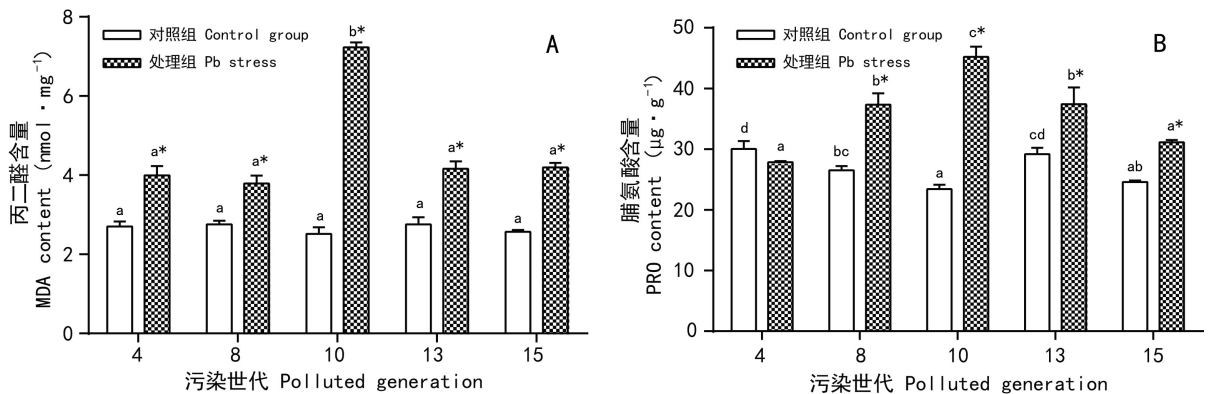 8
6
4
2
0
丙二醛含量
MDA content (nmol·mg⁻¹)
对照组 Control group
处理组 Pb stress
A
a
a*
a
a*
a
b*
a
a*
a
a*
4 8 10 13 15
污染世代 Polluted generation
50
40
30
20
10
0
脯氨酸含量
PRO content (μg·g⁻¹)
对照组 Control group
处理组 Pb stress
B
d
a
bc
b*
a
c*
cd
b*
ab
a*
4 8 10 13 15
污染世代 Polluted generation